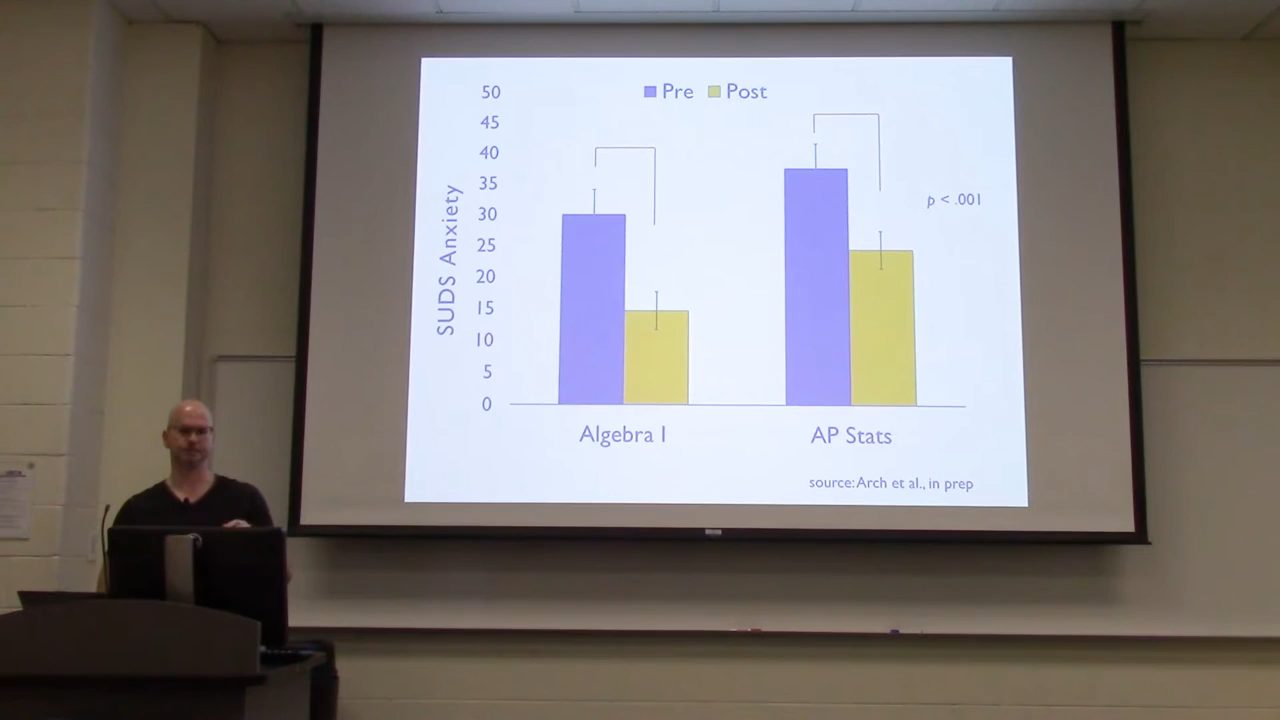 Pre Post
50
45
40
35
30
25
20
15
10
5
0
SUDS Anxiety
p < .001
Algebra I
AP Stats
source: Arch et al., in prep